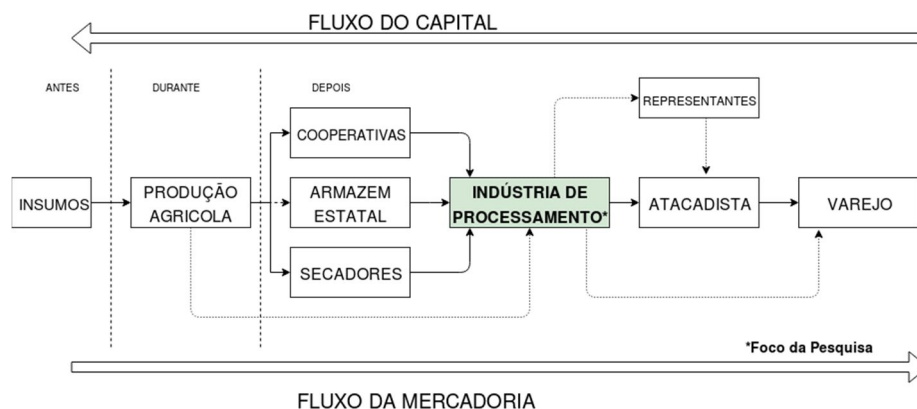 FLUXO DO CAPITAL
ANTES
DURANTE
DEPOIS
INSUMOS
PRODUÇÃO
AGRICOLA
COOPERATIVAS
ARMAZEM
ESTATAL
SECADORES
INDÚSTRIA DE
PROCESSAMENTO*
REPRESENTANTES
ATACADISTA
VAREJO
*Foco da Pesquisa
FLUXO DA MERCADORIA